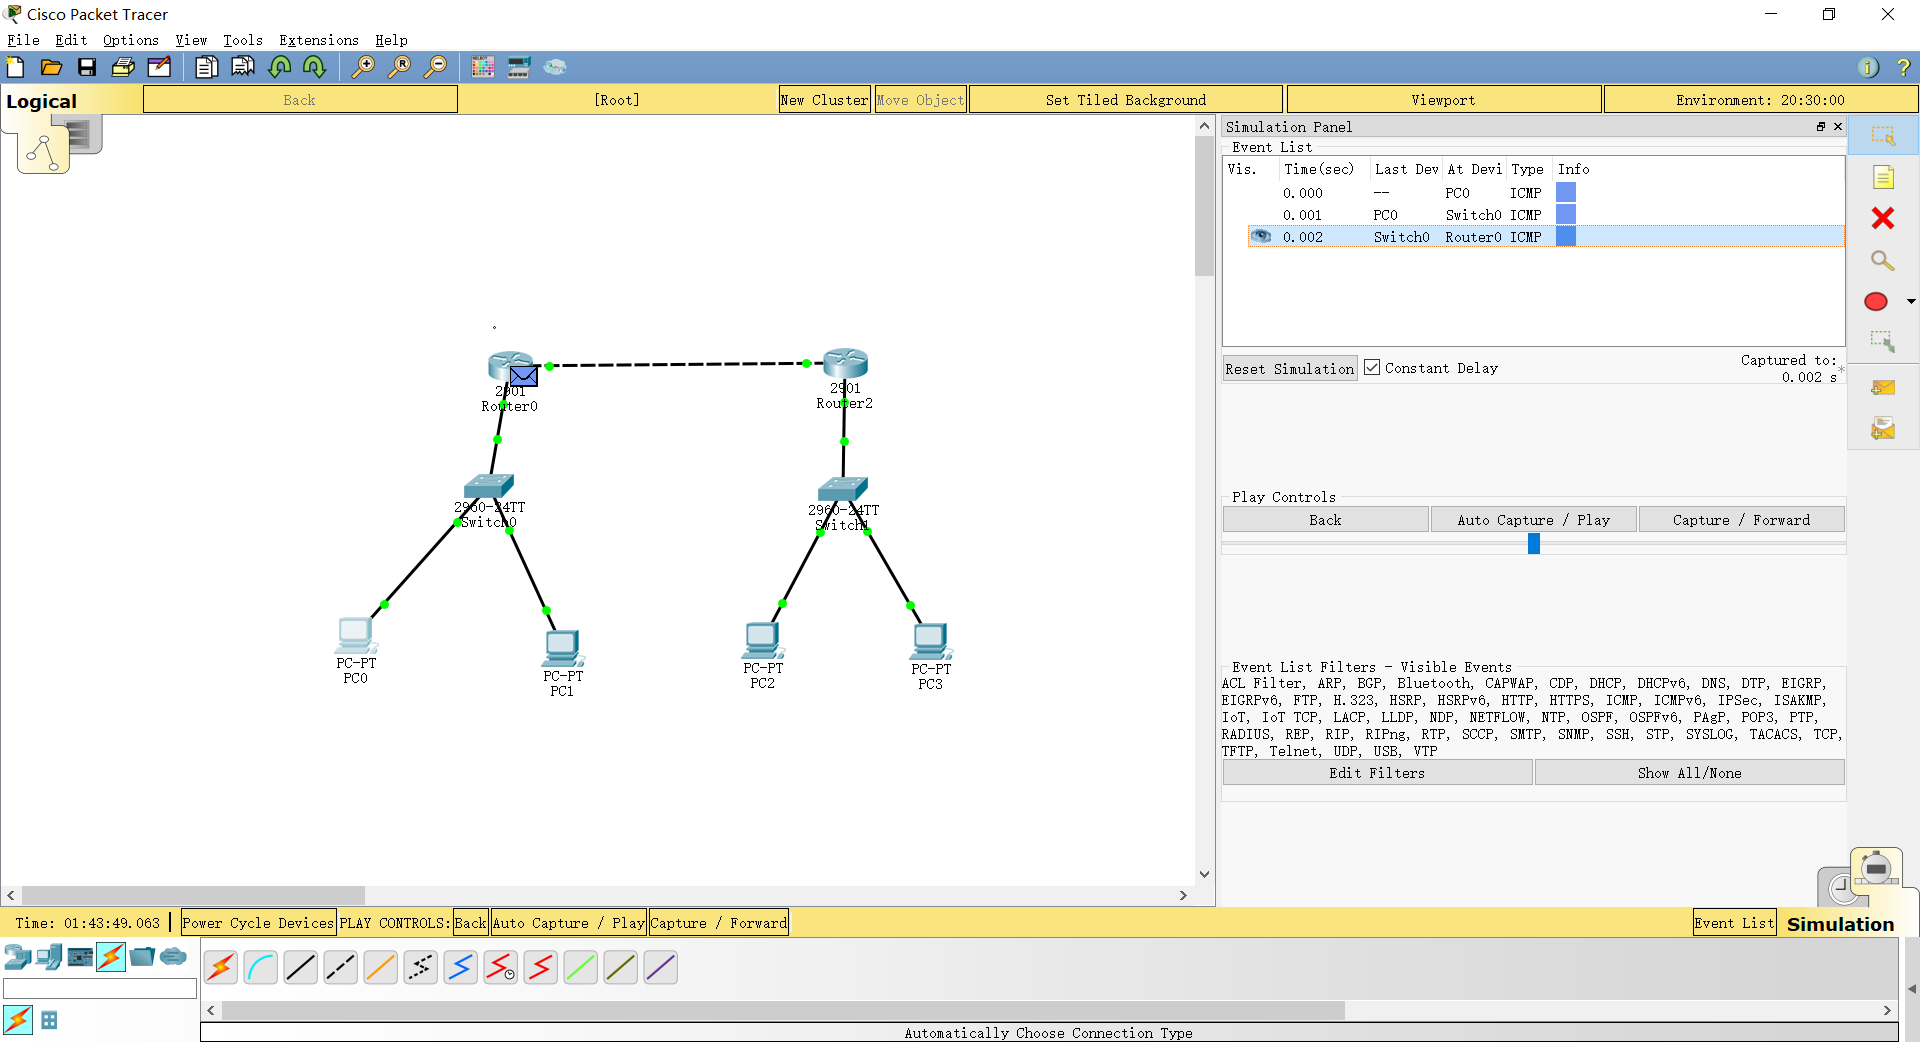 Cisco Packet Tracer
File Edit Options View Tools Extensions Help
Logical
Back
[Root]
New Cluster
Move Object
Set Tiled Background
Viewport
Environment: 20:30:00
Simulation Panel
Event List
Vis. Time(sec) Last Dev At Devi Type Info
0.000 -- PC0 ICMP
0.001 PC0 Switch0 ICMP
0.002 Switch0 Router0 ICMP
Reset Simulation
Constant Delay
Captured to:
0.002 s
2901
Router0
2901
Router2
2960-24TT
Switch0
2960-24TT
Switch1
PC-PT
PC0
PC-PT
PC1
PC-PT
PC2
PC-PT
PC3
Play Controls
Back
Auto Capture / Play
Capture / Forward
Event List Filters - Visible Events
ACL Filter, ARP, BGP, Bluetooth, CAPWAP, CDP, DHCP, DHCPv6, DNS, DTP, EIGRP,
EIGRPv6, FTP, H.323, HSRP, HSRPv6, HTTP, HTTPS, ICMP, ICMPv6, IPSec, ISAKMP,
IoT, IoT TCP, LACP, LLDP, NDP, NETFLOW, NTP, OSPF, OSPFv6, PAgP, POP3, PTP,
RADIUS, REP, RIP, RIPng, RTP, SCCP, SMTP, SNMP, SSH, STP, SYSLOG, TACACS, TCP,
TFTP, Telnet, UDP, USB, VTP
Edit Filters
Show All/None
Time: 01:43:49.063
Power Cycle Devices
PLAY CONTROLS:
Back
Auto Capture / Play
Capture / Forward
Event List
Simulation
Automatically Choose Connection Type